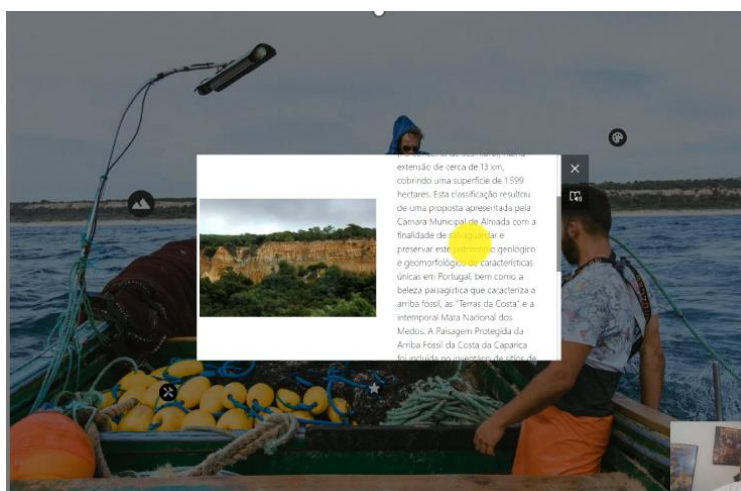 extensão de cerca de 13 km,
cobrindo uma superfície de 1599
hectares. Esta classificação resultou
de uma proposta apresentada pela
Câmara Municipal de Almada com a
finalidade de salvaguardar e
preservar este património geológico
e geomorfológico de características
únicas em Portugal, bem como a
beleza paisagística que caracteriza a
arriba fóssil, as "Terras da Costa" e a
intemporal Mata Nacional dos
Medos. A Paisagem Protegida da
Arriba Fóssil da Costa da Caparica
foi incluída no inventário de sítios de